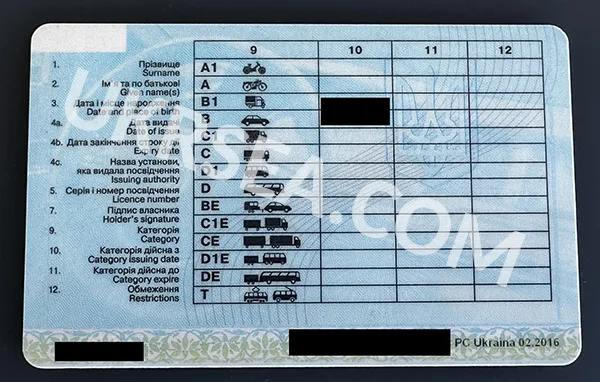 9 10 11 12
1. Прізвище
Surname
2. Ім'я та по батькові
Given name(s)
3. Дата і місце народження
Date and place of birth
4a. Дата видачі
Date of issue
4b. Дата закінчення строку дії
Expiry date
4c. Назва установи,
яка видала посвідчення
Issuing authority
5. Серія і номер посвідчення
Licence number
7. Підпис власника
Holder's signature
9. Категорія
Category
10. Категорія дійсна з
Category issuing date
11. Категорія дійсна до
Category expire
12. Обмеження
Restrictions
A1
A
B1
B
C1
C
D1
D
BE
C1E
CE
D1E
DE
T
UKRSEA.COM
PC Ukraina 02.2016